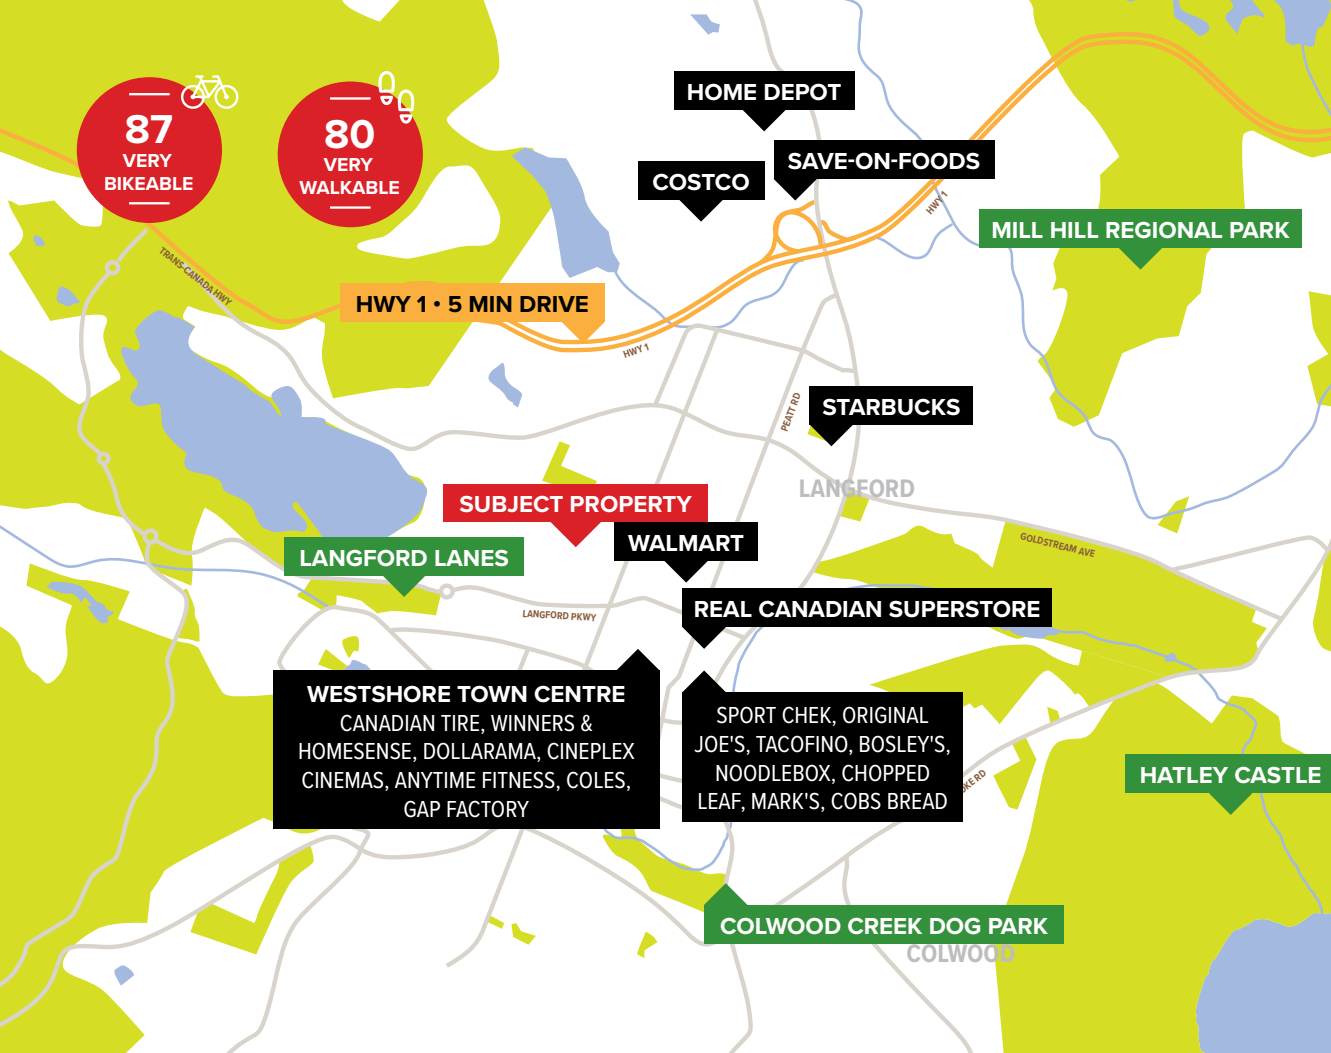 87
VERY
BIKEABLE
80
VERY
WALKABLE
HOME DEPOT
SAVE-ON-FOODS
COSTCO
HWY 1
MILL HILL REGIONAL PARK
TRANS-CANADA HWY
HWY 1 • 5 MIN DRIVE
HWY 1
PEATT RD
STARBUCKS
LANGFORD
SUBJECT PROPERTY
WALMART
GOLDSTREAM AVE
LANGFORD LANES
LANGFORD PKWY
REAL CANADIAN SUPERSTORE
WESTSHORE TOWN CENTRE
CANADIAN TIRE, WINNERS &
HOMESENSE, DOLLARAMA, CINEPLEX
CINEMAS, ANYTIME FITNESS, COLES,
GAP FACTORY
SPORT CHEK, ORIGINAL
JOE'S, TACOFINO, BOSLEY'S,
NOODLEBOX, CHOPPED
LEAF, MARK'S, COBS BREAD
OKE RD
HATLEY CASTLE
COLWOOD CREEK DOG PARK
COLWOOD